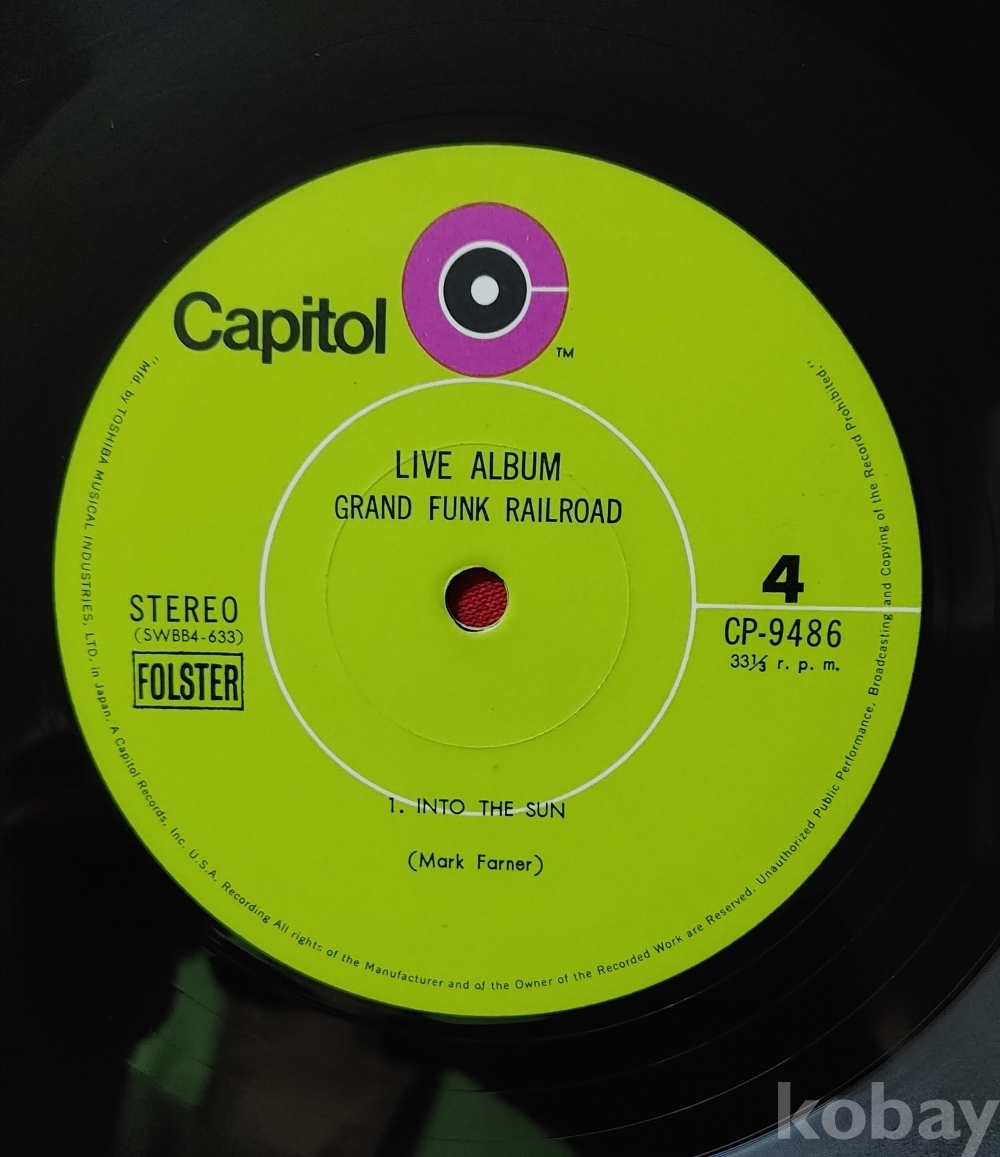 Capitol
TM
LIVE ALBUM
GRAND FUNK RAILROAD
STEREO
(SWBB4-633)
FOLSTER
4
CP-9486
33⅓ r. p. m.
1. INTO THE SUN
(Mark Farner)
"Mfd. by TOSHIBA MUSICAL INDUSTRIES, LTD. in Japan. A Capitol Records, Inc. U.S.A. Recording All rights of the Manufacturer and of the Owner of the Recorded Work are Reserved. Unauthorized Public Performance, Broadcasting and Copying of the Record Prohibited."
kobay